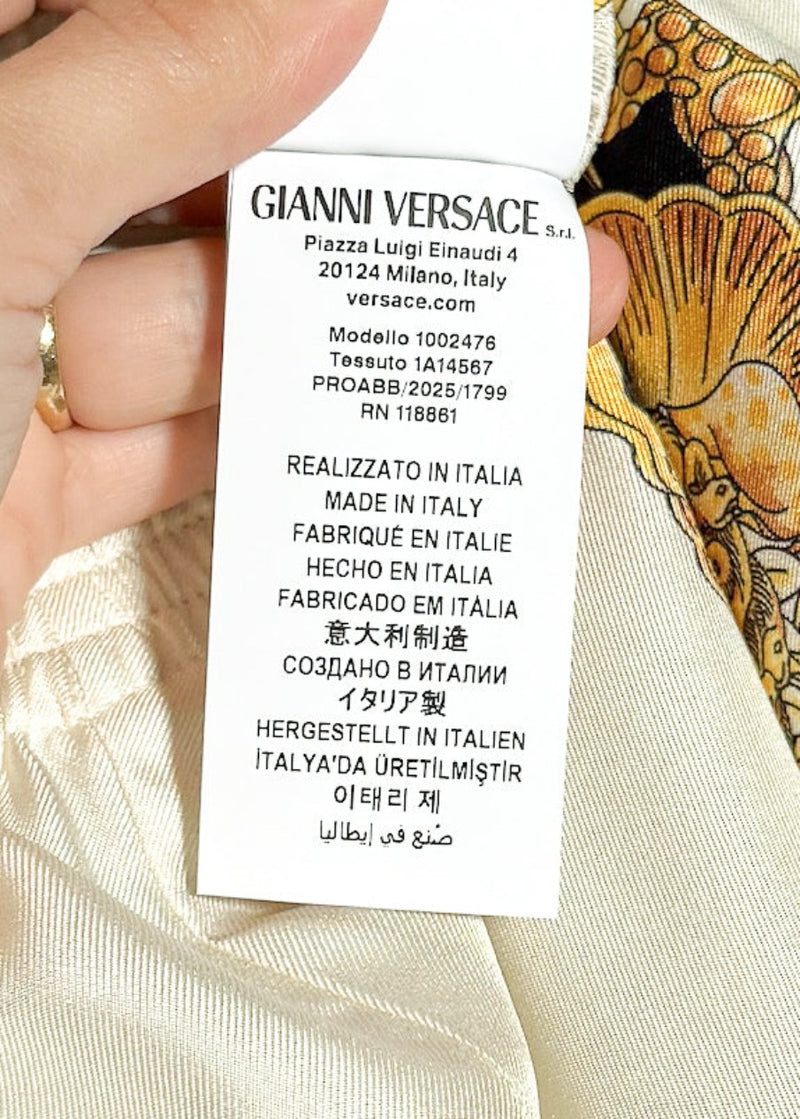 GIANNI VERSACE S.r.l.
Piazza Luigi Einaudi 4
20124 Milano, Italy
versace.com
Modello 1002476
Tessuto 1A14567
PROABB/2025/1799
RN 118861
REALIZZATO IN ITALIA
MADE IN ITALY
FABRIQUÉ EN ITALIE
HECHO EN ITALIA
FABRICADO EM ITÁLIA
意大利制造
СОЗДАНО В ИТАЛИИ
イタリア製
HERGESTELLT IN ITALIEN
İTALYA'DA ÜRETİLMİŞTİR
이태리 제
صُنع في إيطاليا